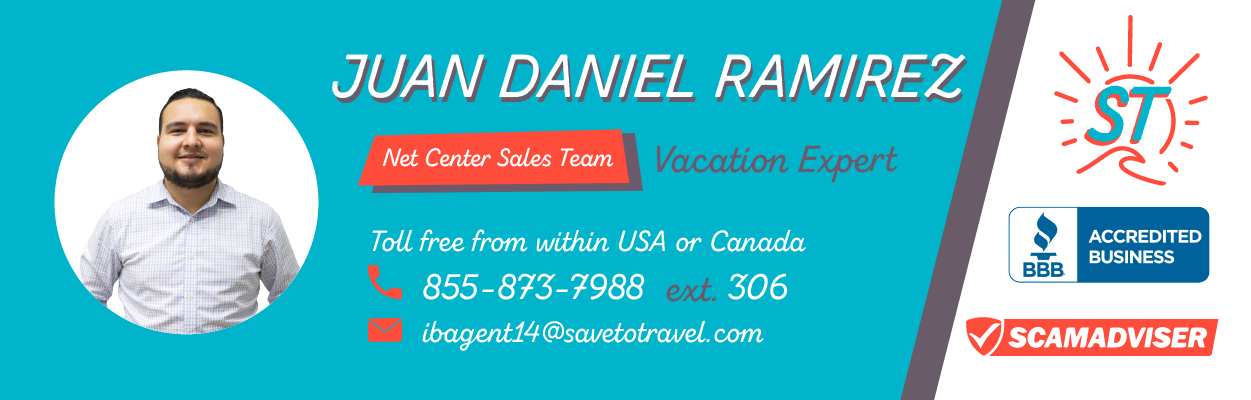 JUAN DANIEL RAMIREZ
Net Center Sales Team
Vacation Expert
Toll free from within USA or Canada
855-873-7988 ext. 306
ibagent14@savetotravel.com
ST
BBB
ACCREDITED
BUSINESS
SCAMADVISER